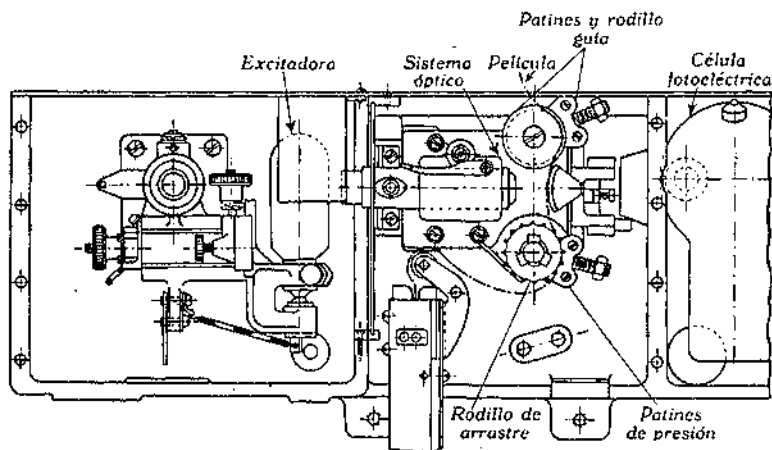 Patines y rodillo
guía
Excitadora
Sistema
óptico
Película
Célula
fotoeléctrica
Rodillo de
arrastre
Patines
de presión